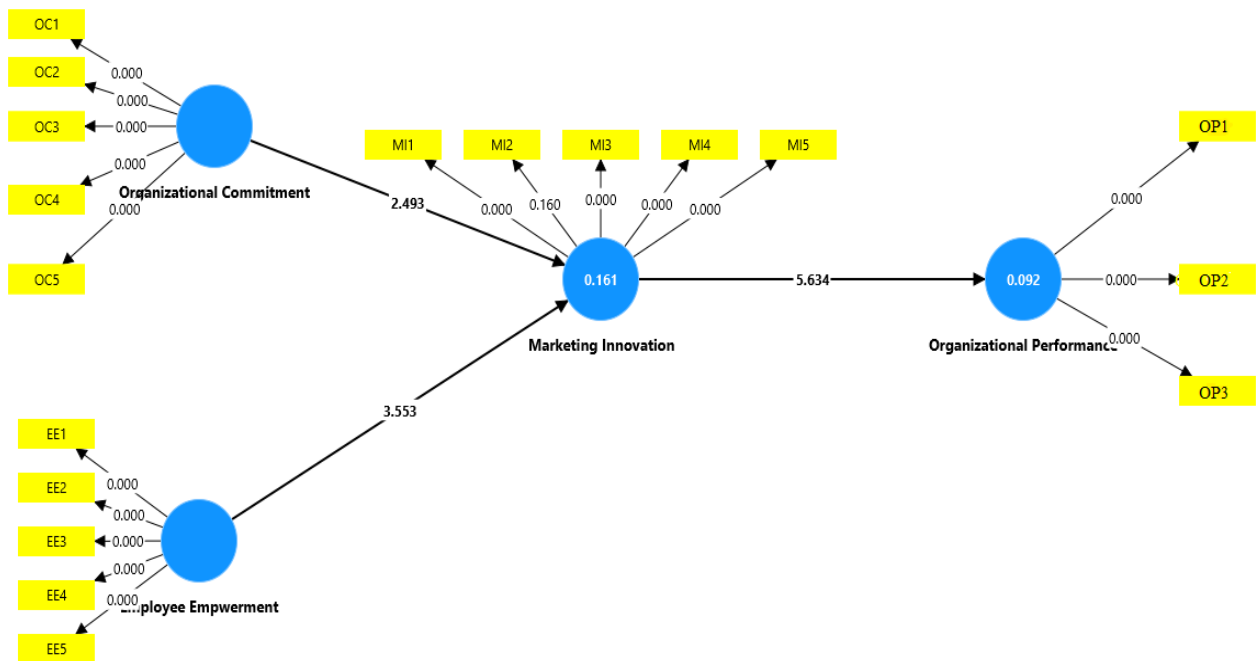 OC1
0.000
OC2
0.000
OC3
0.000
OC4
0.000
OC5
0.000
Organizational Commitment
2.493
MI1
MI2
MI3
MI4
MI5
0.000
0.160
0.000
0.000
0.000
0.161
Marketing Innovation
5.634
0.092
Organizational Performance
OP1
0.000
OP2
0.000
OP3
0.000
3.553
EE1
0.000
EE2
0.000
EE3
0.000
EE4
0.000
EE5
0.000
Employee Empwerment